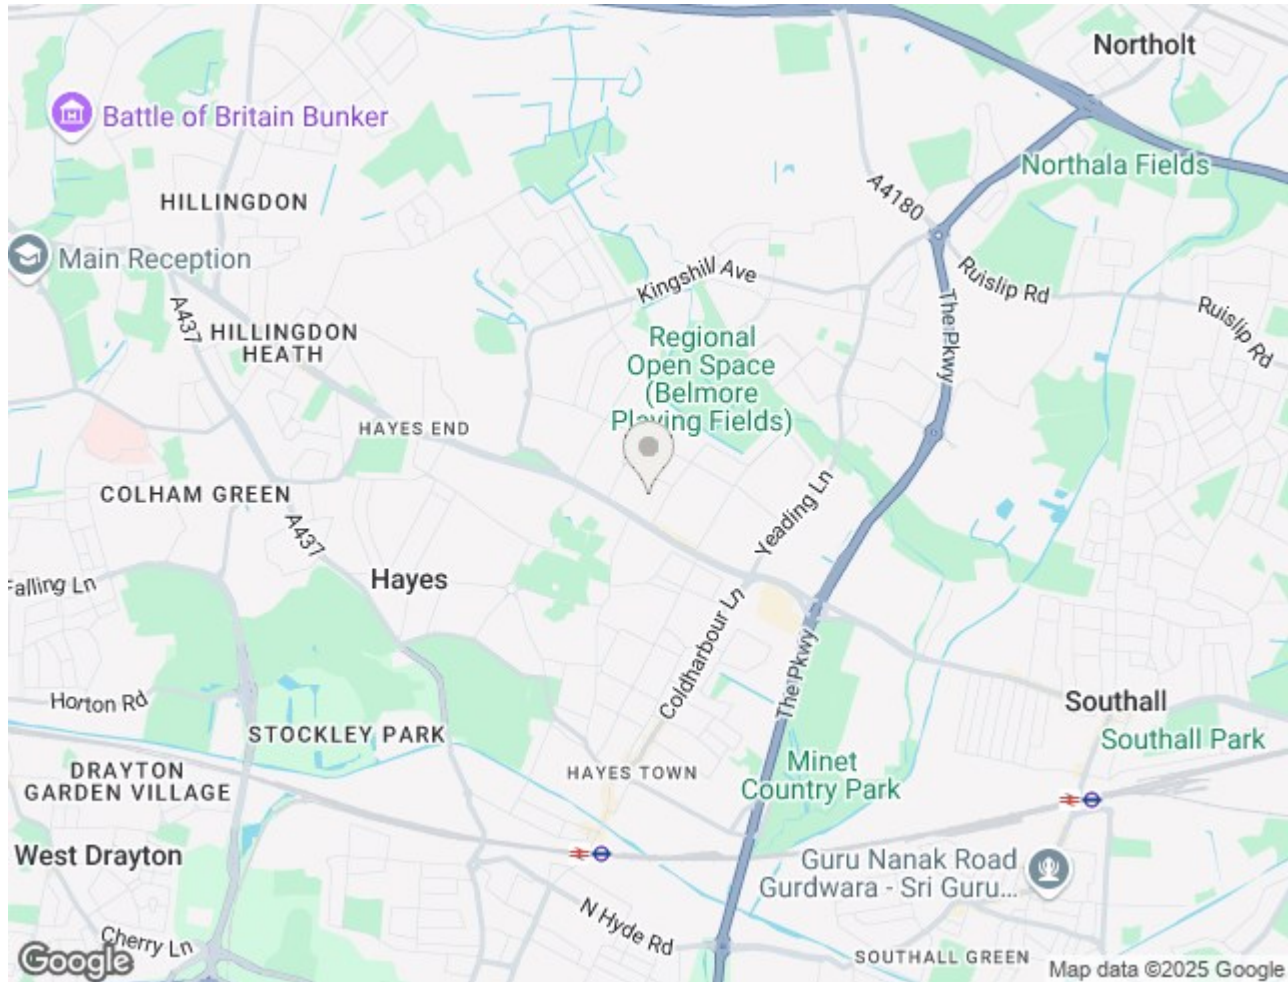 Northolt
Battle of Britain Bunker
Northala Fields
A4180
HILLINGDON
Main Reception
Kingshill Ave
Ruislip Rd
The Pkwy
Ruislip Rd
A437
HILLINGDON
HEATH
Regional
Open Space
(Belmore
Playing Fields)
HAYES END
COLHAM GREEN
A437
Yeading Ln
Falling Ln
Hayes
Coldharbour Ln
The Pkwy
Horton Rd
STOCKLEY PARK
Southall
Southall Park
DRAYTON
GARDEN VILLAGE
HAYES TOWN
Minet
Country Park
West Drayton
Guru Nanak Road
Gurdwara - Sri Guru...
Cherry Ln
N Hyde Rd
SOUTHALL GREEN
Google
Map data ©2025 Google